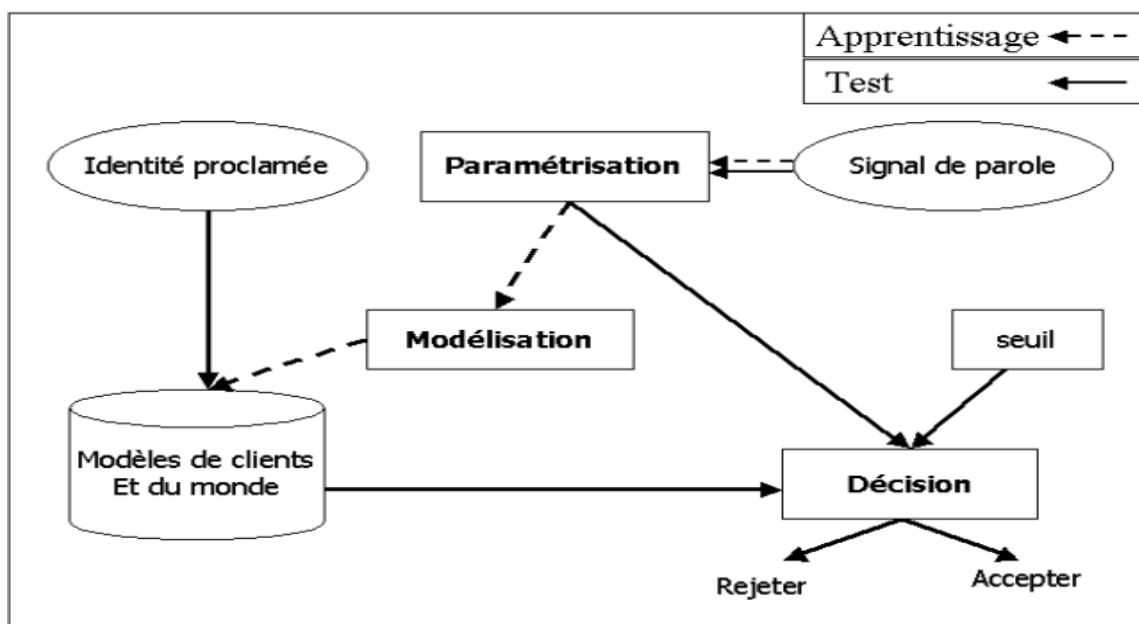 Apprentissage
Test
Identité proclamée
Paramétrisation
Signal de parole
Modélisation
seuil
Modèles de clients
Et du monde
Décision
Rejeter
Accepter